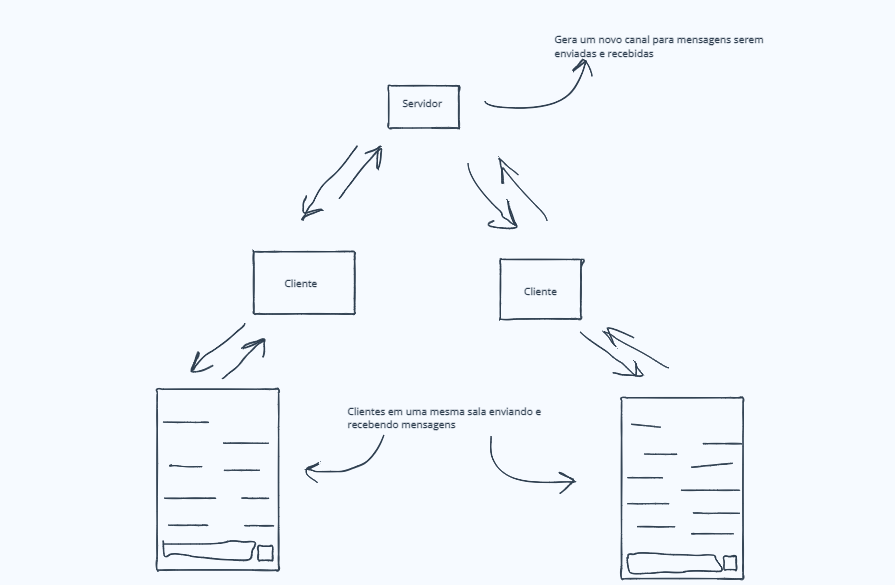 Gera um novo canal para mensagens serem
enviadas e recebidas
Servidor
Cliente
Cliente
Clientes em uma mesma sala enviando e
recebendo mensagens